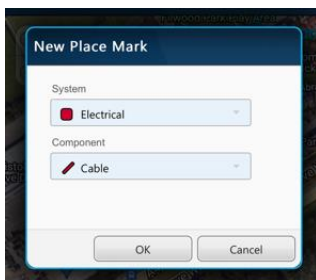 New Place Mark
System
Electrical
Component
Cable
OK
Cancel